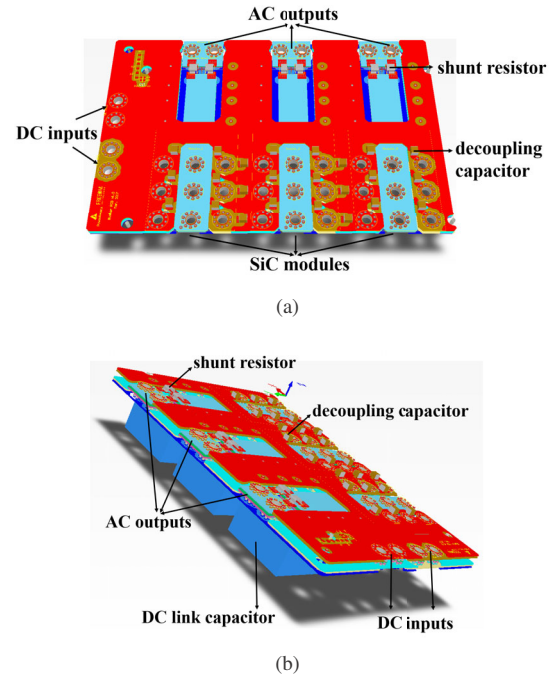 AC outputs
shunt resistor
DC inputs
decoupling
capacitor
SiC modules
(a)
shunt resistor
decoupling capacitor
AC outputs
DC link capacitor
DC inputs
(b)